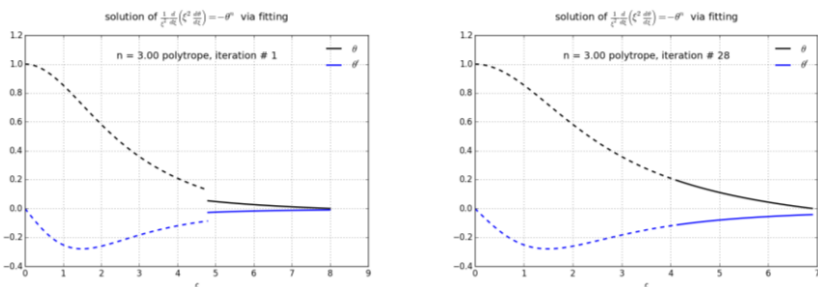 solution of 1/ξ² d/dξ (ξ² dθ/dξ) = −θⁿ via fitting
1.2
1.0
0.8
0.6
0.4
0.2
0.0
−0.2
−0.4
n = 3.00 polytrope, iteration # 1
θ
θ′
0 1 2 3 4 5 6 7 8 9
ξ
solution of 1/ξ² d/dξ (ξ² dθ/dξ) = −θⁿ via fitting
1.2
1.0
0.8
0.6
0.4
0.2
0.0
−0.2
−0.4
n = 3.00 polytrope, iteration # 28
θ
θ′
0 1 2 3 4 5 6 7
ξ